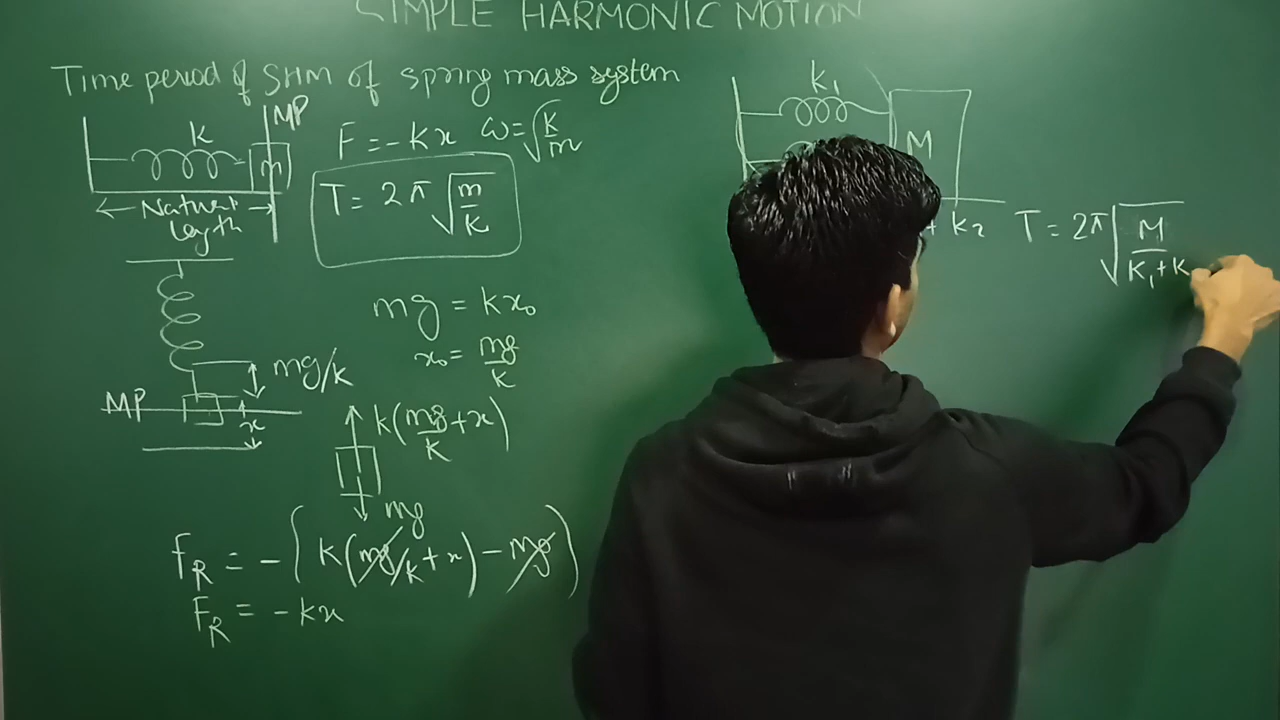 SIMPLE HARMONIC MOTION
Time period of SHM of spring mass system
MP
K
m
← Natural length →
F = -kx
ω = √(k/m)
T = 2π √(m/k)
mg = kx₀
x₀ = mg/k
mg/k
MP
x
k(mg/k + x)
mg
F_R = -{ k(mg/k + x) - mg }
F_R = -kx
K₁
M
+ k₂
T = 2π √(M/(K₁ + K